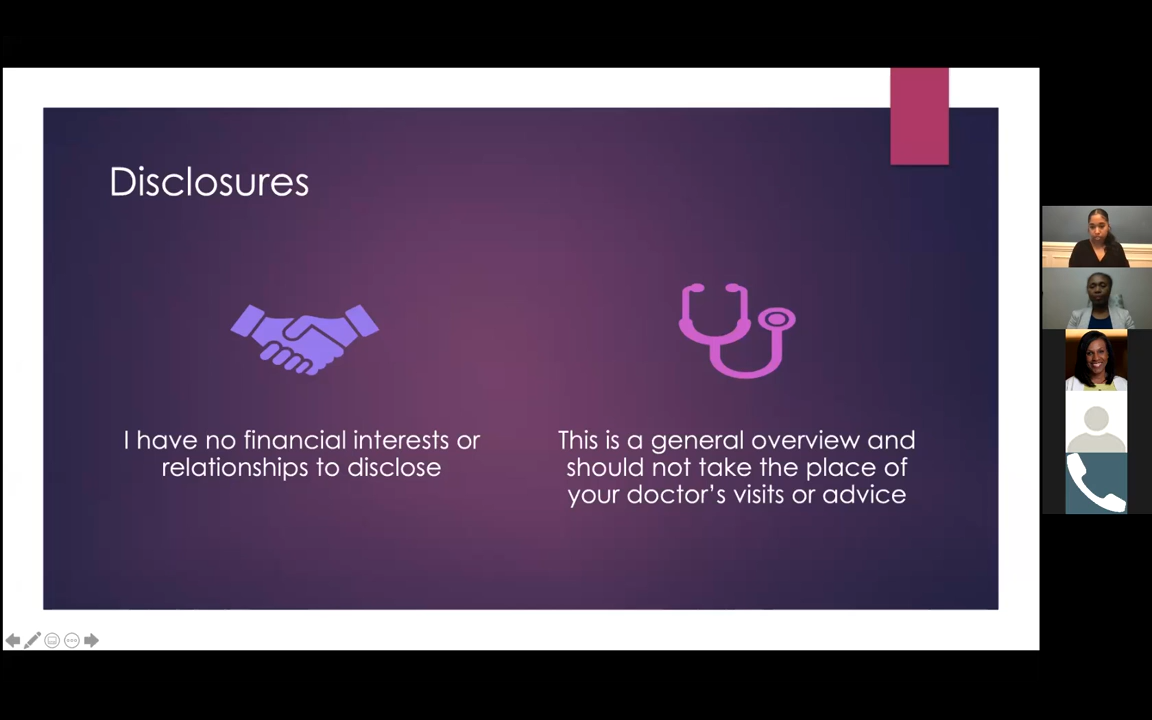 Disclosures
I have no financial interests or
relationships to disclose
This is a general overview and
should not take the place of
your doctor’s visits or advice